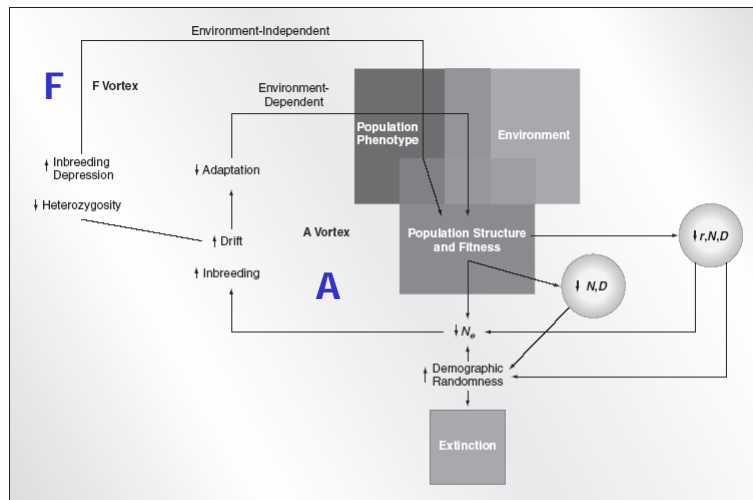 Environment-Independent
F
F Vortex
Environment-
Dependent
Population
Phenotype
Environment
↑ Inbreeding
Depression
↓ Adaptation
↓ Heterozygosity
↑ Drift
A Vortex
Population Structure
and Fitness
↓ r,N,D
↑ Inbreeding
A
↓ N,D
↓ Ne
↑ Demographic
Randomness
Extinction